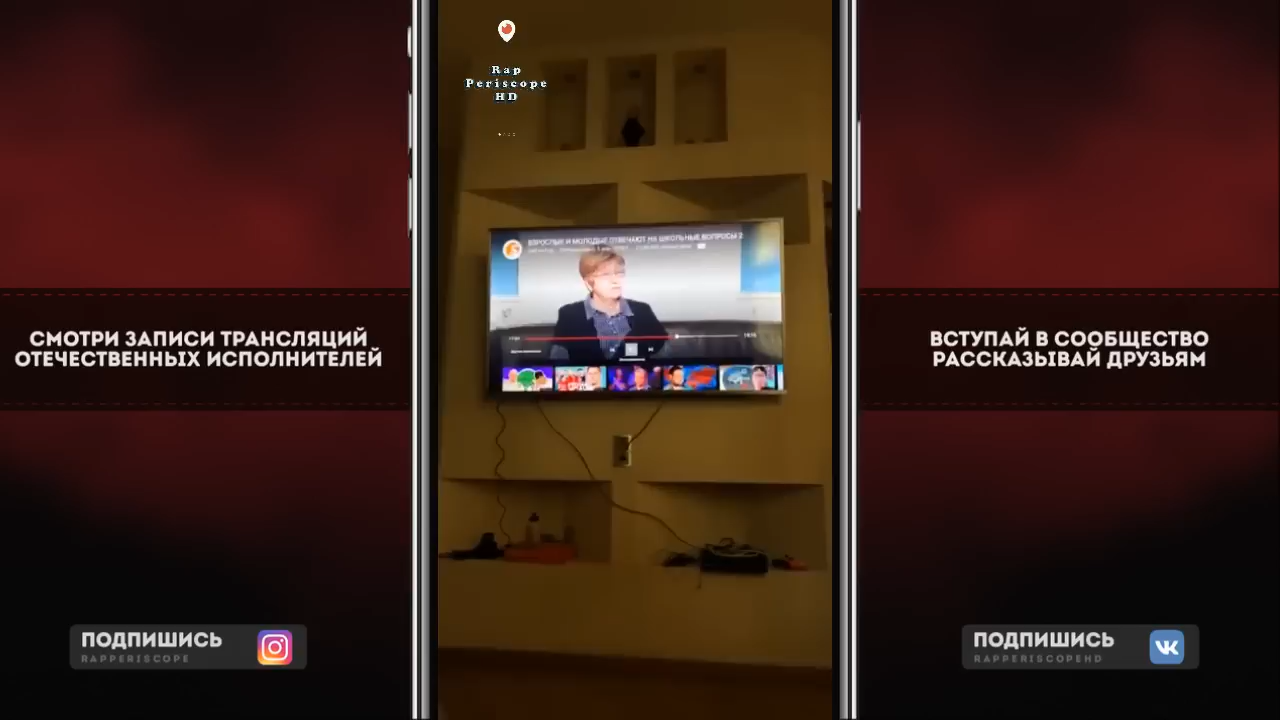 Rap
Periscope
HD
ВЗРОСЛЫЕ И МОЛОДЫЕ ОТВЕЧАЮТ НА ШКОЛЬНЫЕ ВОПРОСЫ 2
СМОТРИ ЗАПИСИ ТРАНСЛЯЦИЙ
ОТЕЧЕСТВЕННЫХ ИСПОЛНИТЕЛЕЙ
ВСТУПАЙ В СООБЩЕСТВО
РАССКАЗЫВАЙ ДРУЗЬЯМ
ПОДПИШИСЬ
RAPPERISCOPE
ПОДПИШИСЬ
RAPPERISCOPEHD